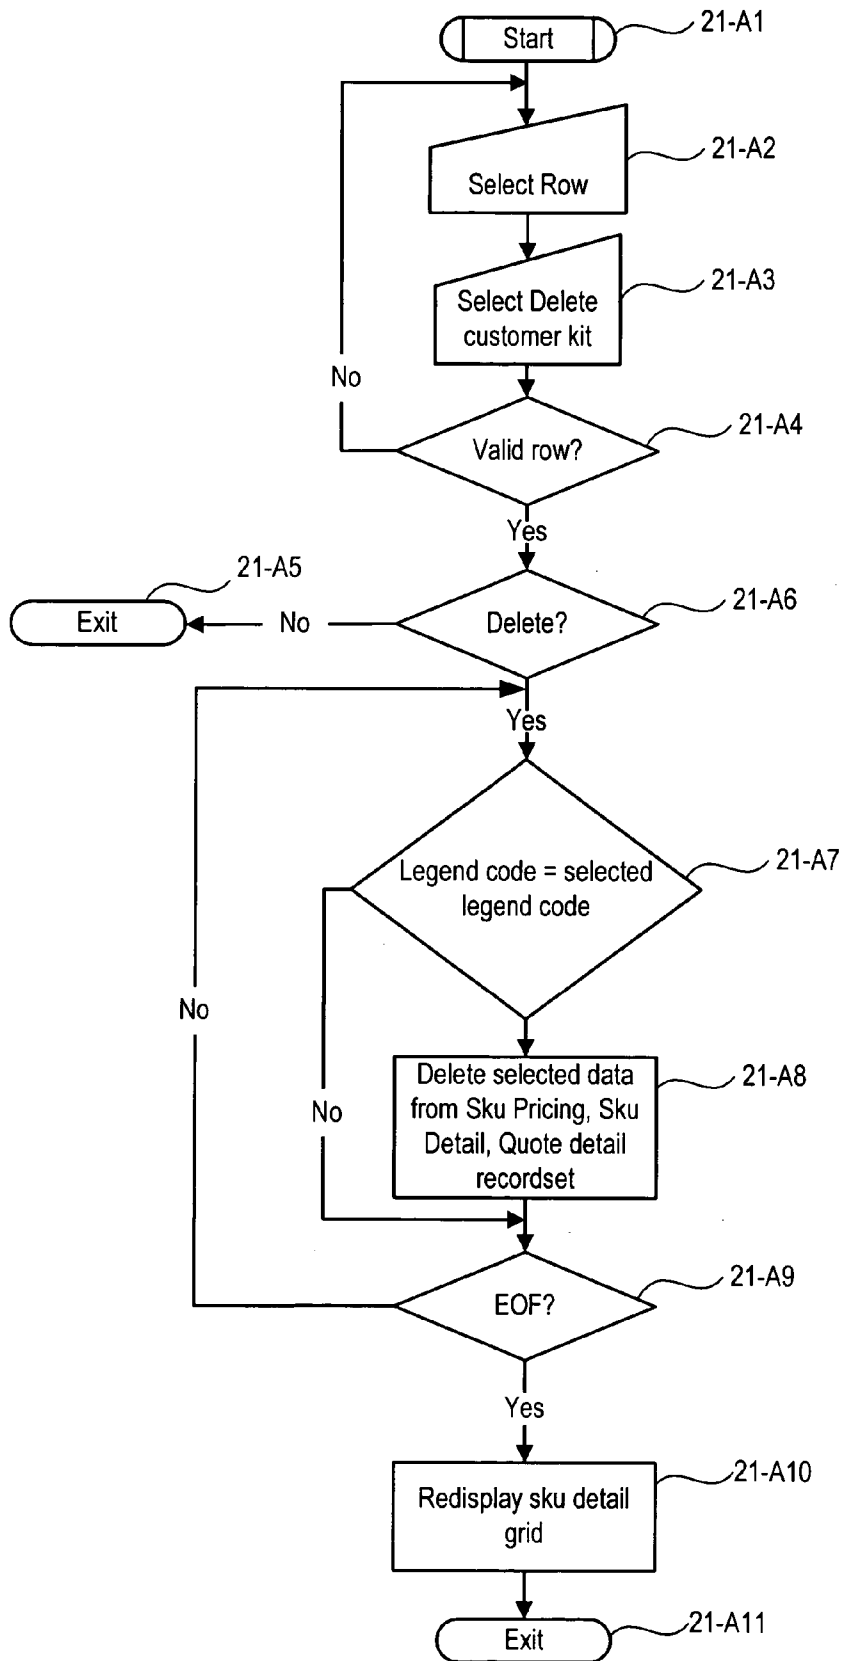 Start
21-A1
21-A2
Select Row
21-A3
Select Delete
customer kit
No
21-A4
Valid row?
Yes
21-A5
21-A6
Exit
No
Delete?
Yes
21-A7
Legend code = selected
legend code
No
21-A8
Delete selected data
from Sku Pricing, Sku
Detail, Quote detail
recordset
No
21-A9
EOF?
Yes
21-A10
Redisplay sku detail
grid
21-A11
Exit